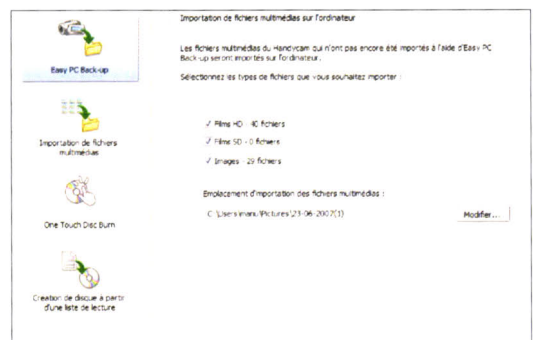 Importation de fichiers multimédias sur l'ordinateur
Les fichiers multimédias du Handycam qui n'ont pas encore été importés à l'aide d'Easy PC
Back-up seront importés sur l'ordinateur.
Sélectionnez les types de fichiers que vous souhaitez importer :
Films HD - 40 fichiers
Films SD - 0 fichiers
Images - 29 fichiers
Emplacement d'importation des fichiers multimédias :
C:\Users\manu\Pictures\23-06-2007(1)
Modifier...
Easy PC Back-up
Importation de fichiers
multimédias
One Touch Disc Burn
Création de disque à partir
d'une liste de lecture